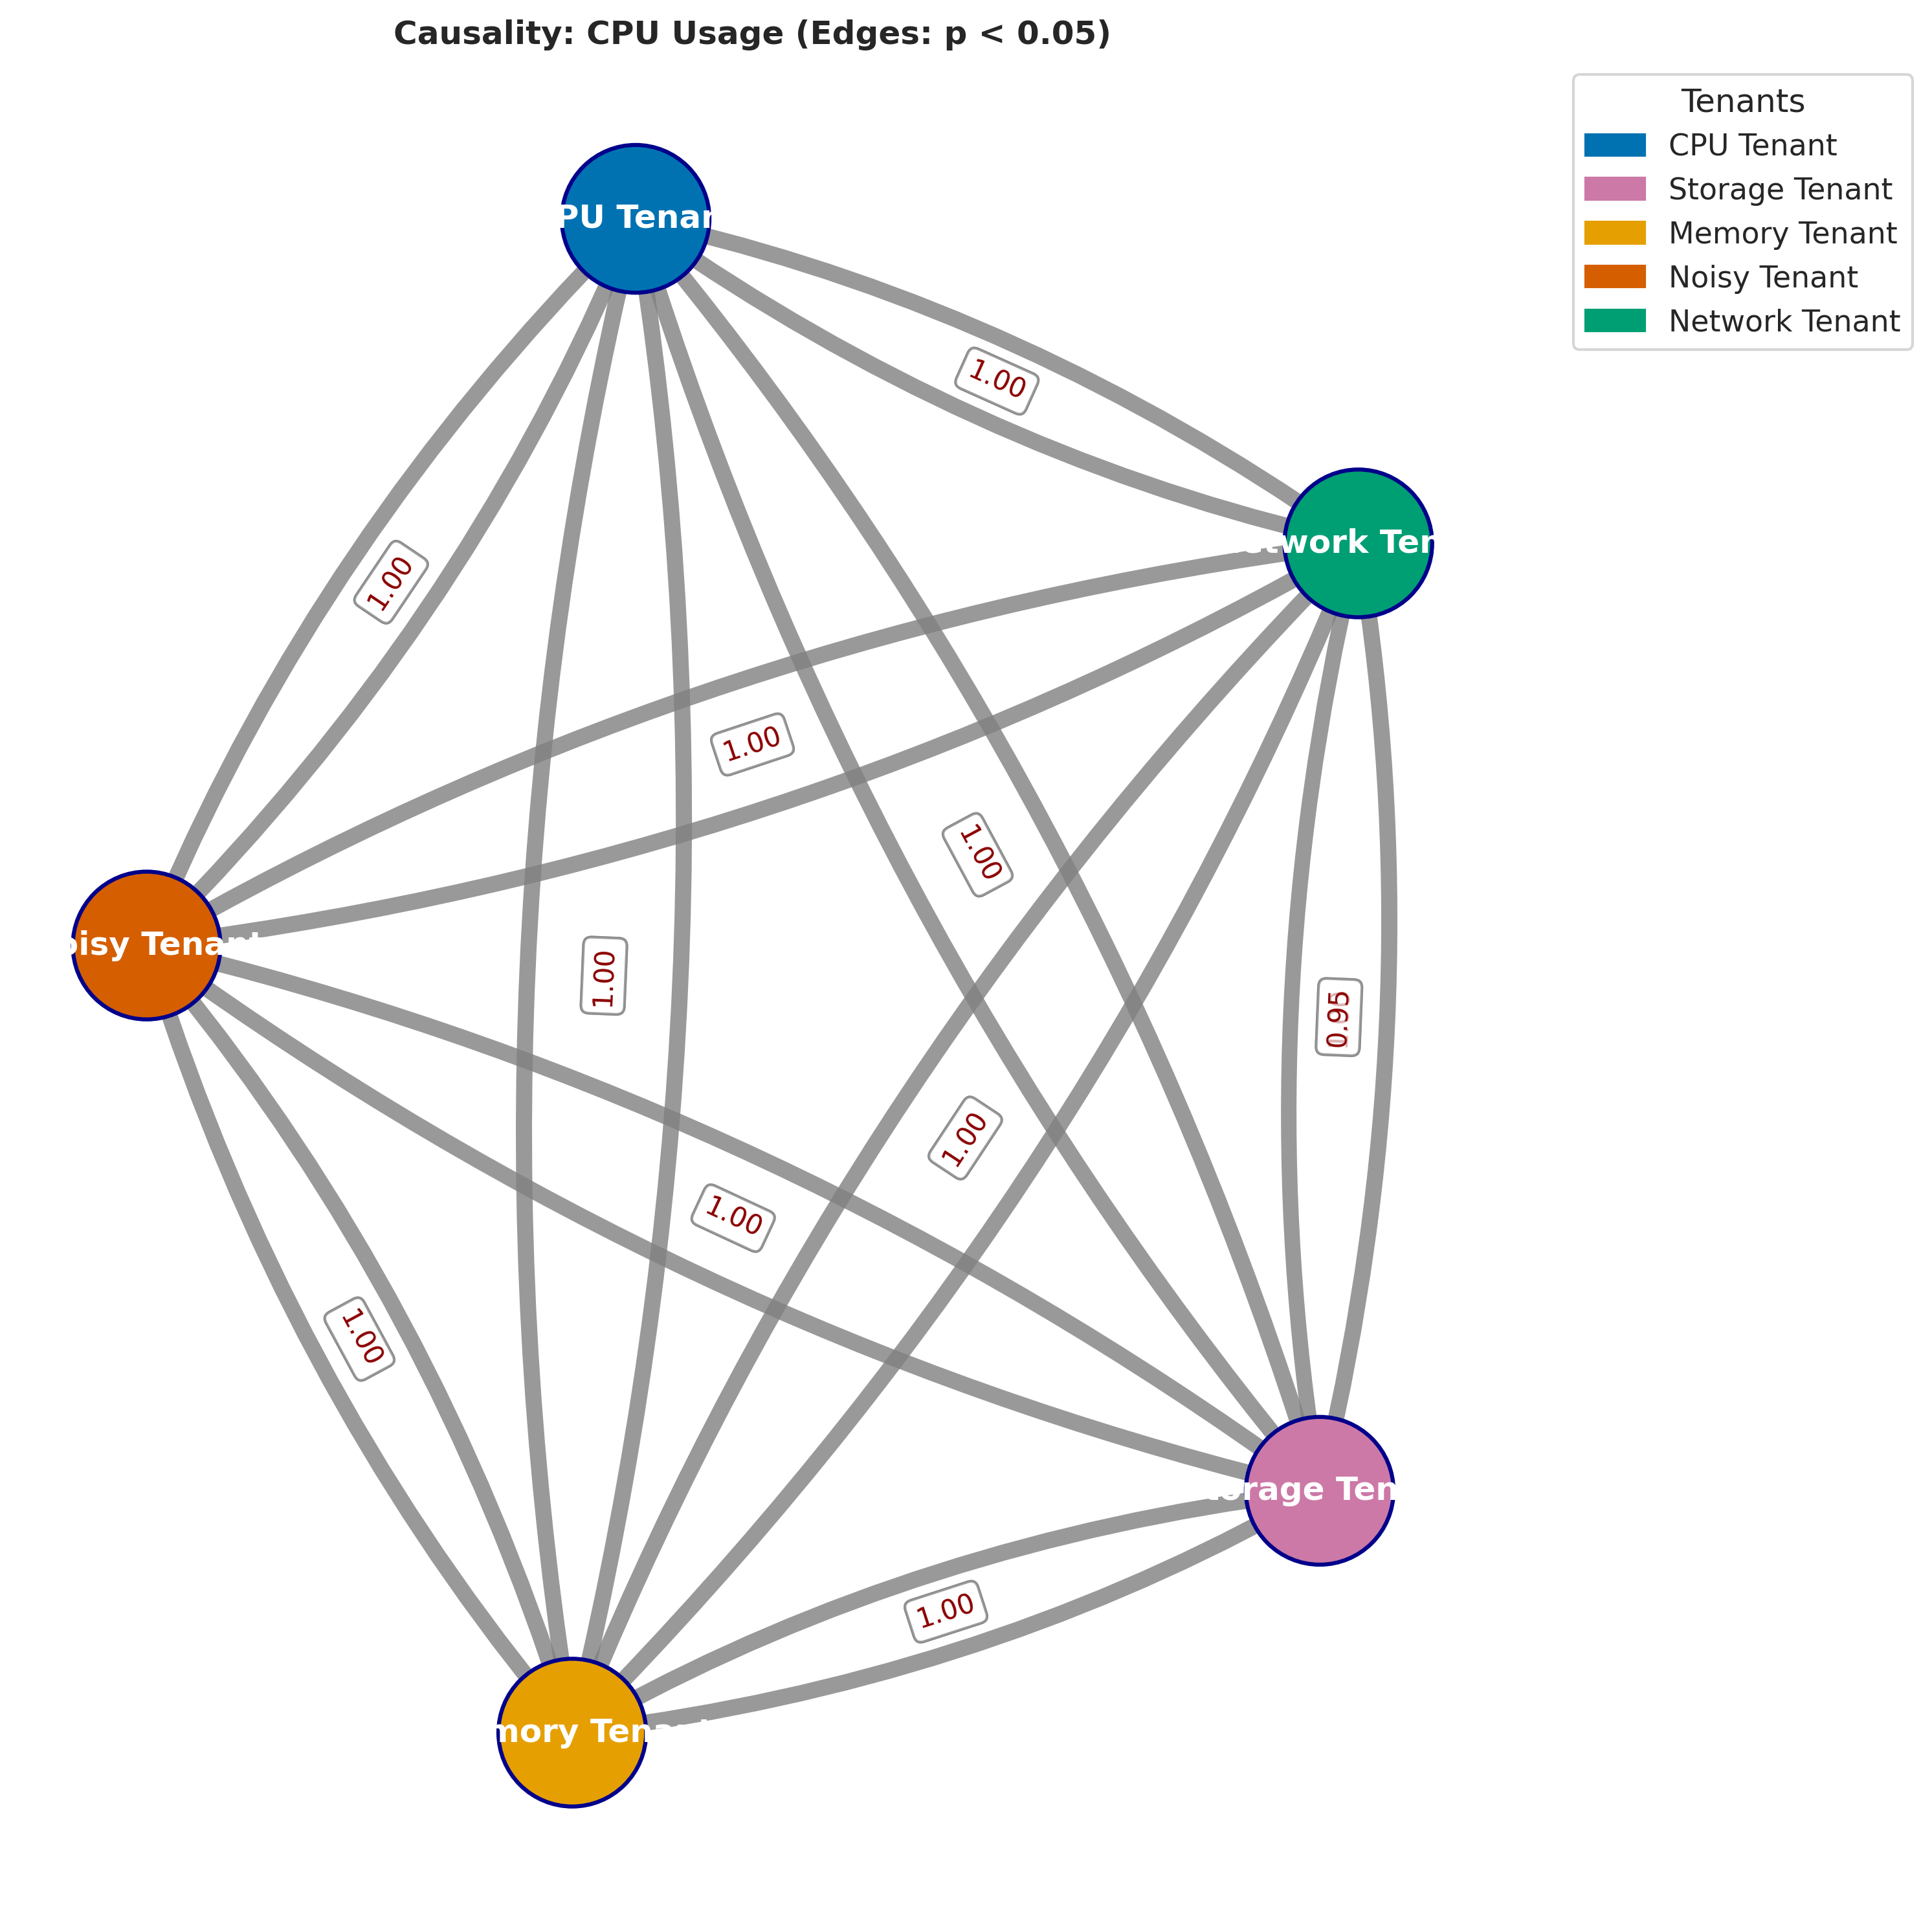 Causality: CPU Usage (Edges: p < 0.05)
Tenants
CPU Tenant
Storage Tenant
Memory Tenant
Noisy Tenant
Network Tenant
PU Tenan
1.00
twork Ten
1.00
1.00
1.00
oisy Tenant
1.00
0.95
1.00
1.00
1.00
orage Ten
1.00
mory Tenant